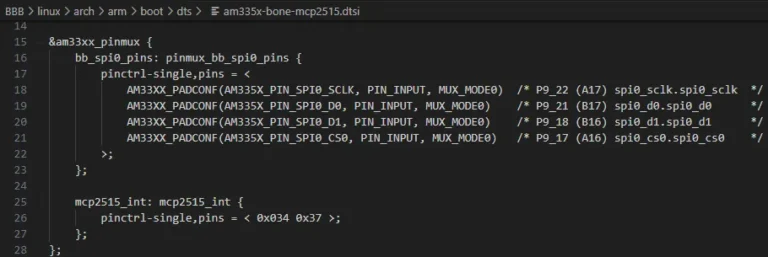 BBB > linux > arch > arm > boot > dts > am335x-bone-mcp2515.dtsi
14
15 &am33xx_pinmux {
16 bb_spi0_pins: pinmux_bb_spi0_pins {
17 pinctrl-single,pins = <
18 AM33XX_PADCONF(AM335X_PIN_SPI0_SCLK, PIN_INPUT, MUX_MODE0) /* P9_22 (A17) spi0_sclk.spi0_sclk */
19 AM33XX_PADCONF(AM335X_PIN_SPI0_D0, PIN_INPUT, MUX_MODE0) /* P9_21 (B17) spi0_d0.spi0_d0 */
20 AM33XX_PADCONF(AM335X_PIN_SPI0_D1, PIN_INPUT, MUX_MODE0) /* P9_18 (B16) spi0_d1.spi0_d1 */
21 AM33XX_PADCONF(AM335X_PIN_SPI0_CS0, PIN_INPUT, MUX_MODE0) /* P9_17 (A16) spi0_cs0.spi0_cs0 */
22 >;
23 };
24
25 mcp2515_int: mcp2515_int {
26 pinctrl-single,pins = < 0x034 0x37 >;
27 };
28 };